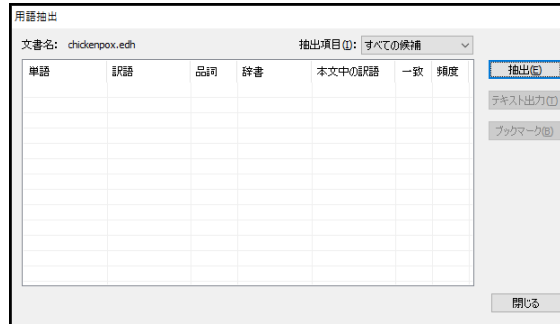 用語抽出
文書名: chickenpox.edh 抽出項目(I): すべての候補
単語 訳語 品詞 辞書 本文中の訳語 一致 頻度
抽出(E)
テキスト出力(T)
ブックマーク(B)
閉じる